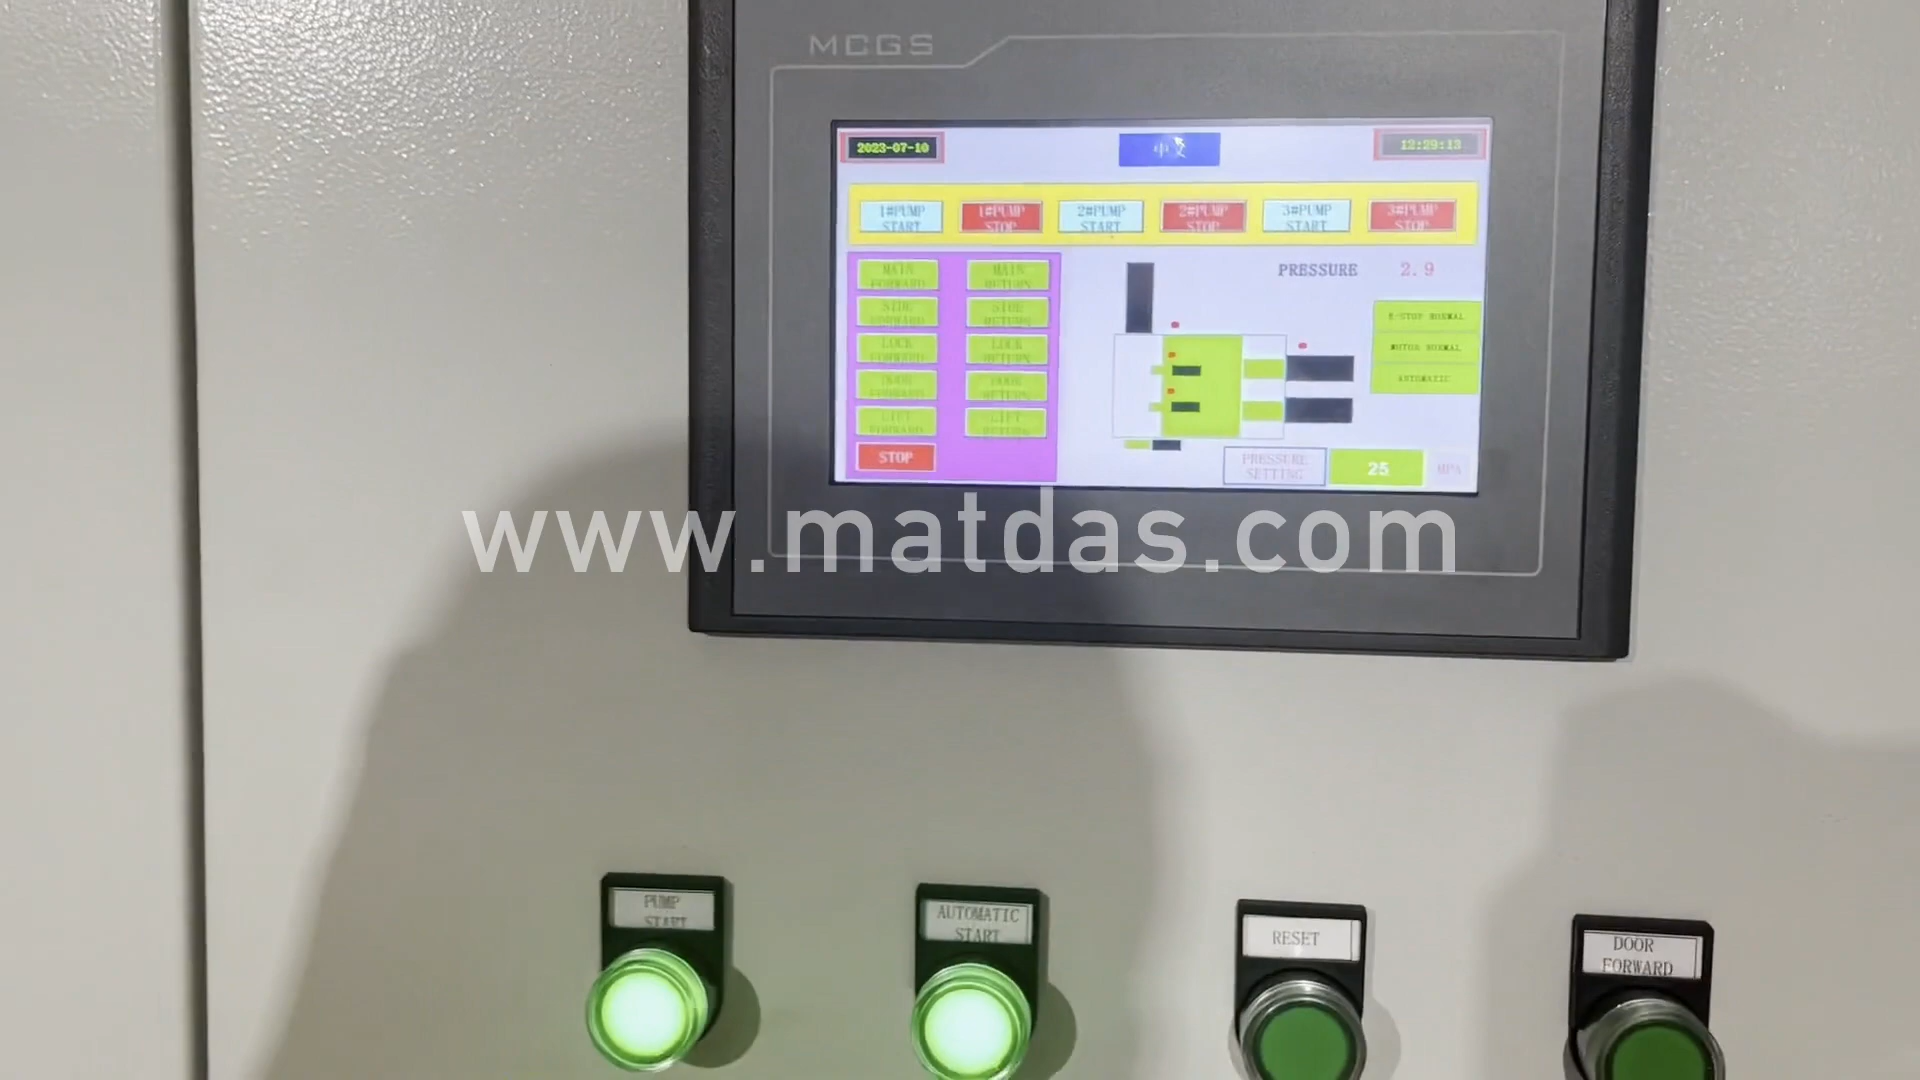 MCGS
2023-07-10
中文
12:29:13
1#PUMP
START
1#PUMP
STOP
2#PUMP
START
2#PUMP
STOP
3#PUMP
START
3#PUMP
STOP
MAIN
FORWARD
MAIN
RETURN
SIDE
FORWARD
SIDE
RETURN
LOCK
FORWARD
LOCK
RETURN
DOOR
FORWARD
DOOR
RETURN
LIFT
FORWARD
LIFT
RETURN
STOP
PRESSURE 2.9
E-STOP NORMAL
MOTOR NORMAL
AUTOMATIC
PRESSURE
SETTING
25
MPA
www.matdas.com
PUMP
START
AUTOMATIC
START
RESET
DOOR
FORWARD